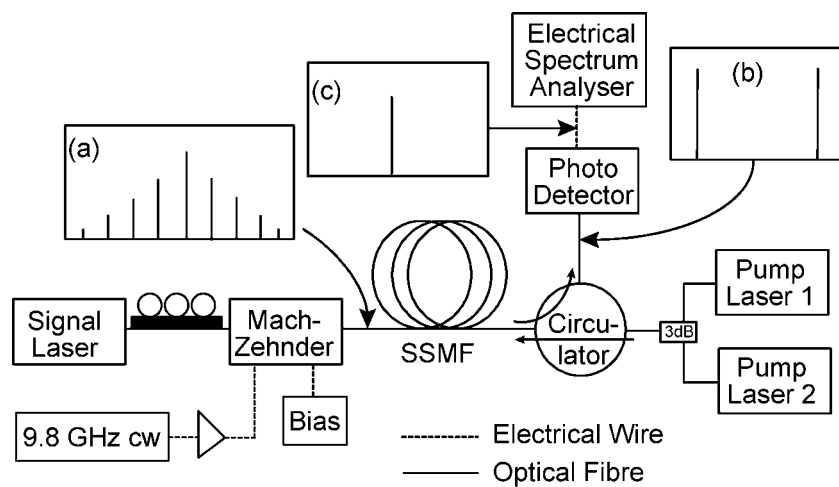 Electrical
Spectrum
Analyser
(b)
(c)
(a)
Photo
Detector
Pump
Laser 1
Signal
Laser
Mach-
Zehnder
SSMF
Circu-
lator
3dB
Pump
Laser 2
9.8 GHz cw
Bias
Electrical Wire
Optical Fibre